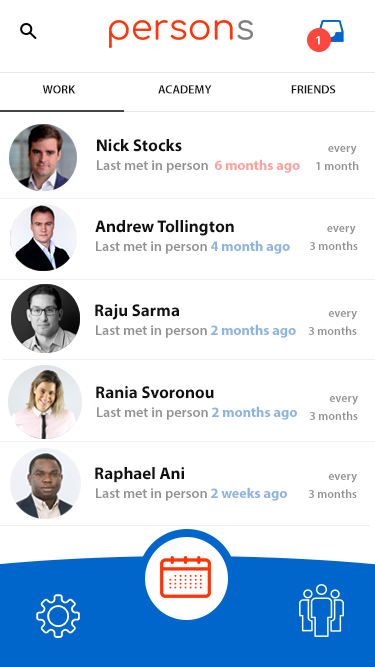 persons
1
WORK ACADEMY FRIENDS
Nick Stocks
every
Last met in person 6 months ago 1 month
Andrew Tollington
every
Last met in person 4 month ago 3 months
Raju Sarma
every
Last met in person 2 months ago 3 months
Rania Svoronou
every
Last met in person 2 months ago 3 months
Raphael Ani
every
Last met in person 2 weeks ago 3 months